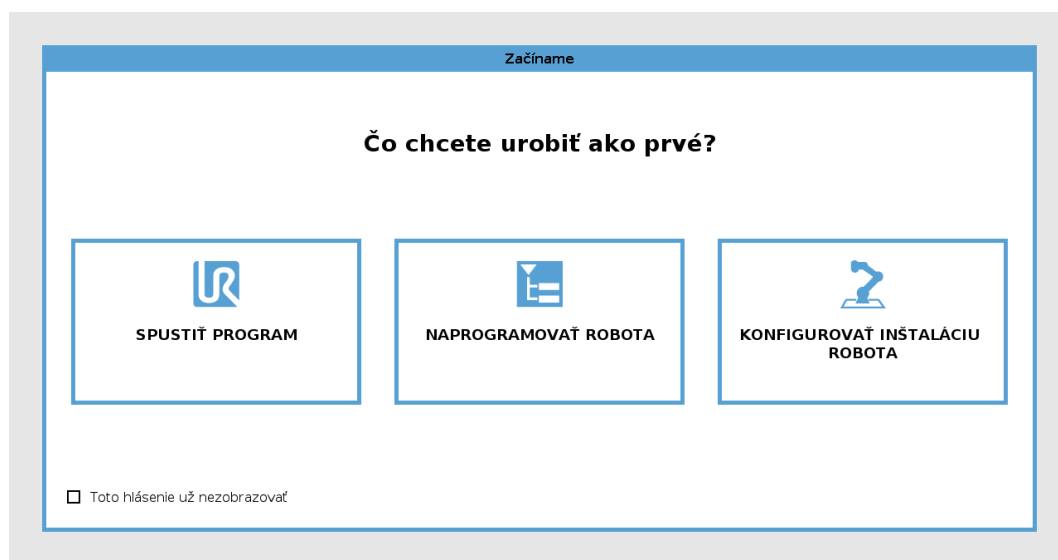 Začíname
Čo chcete urobiť ako prvé?
SPUSTIŤ PROGRAM
NAPROGRAMOVAŤ ROBOTA
KONFIGUROVAŤ INŠTALÁCIU
ROBOTA
Toto hlásenie už nezobrazovať